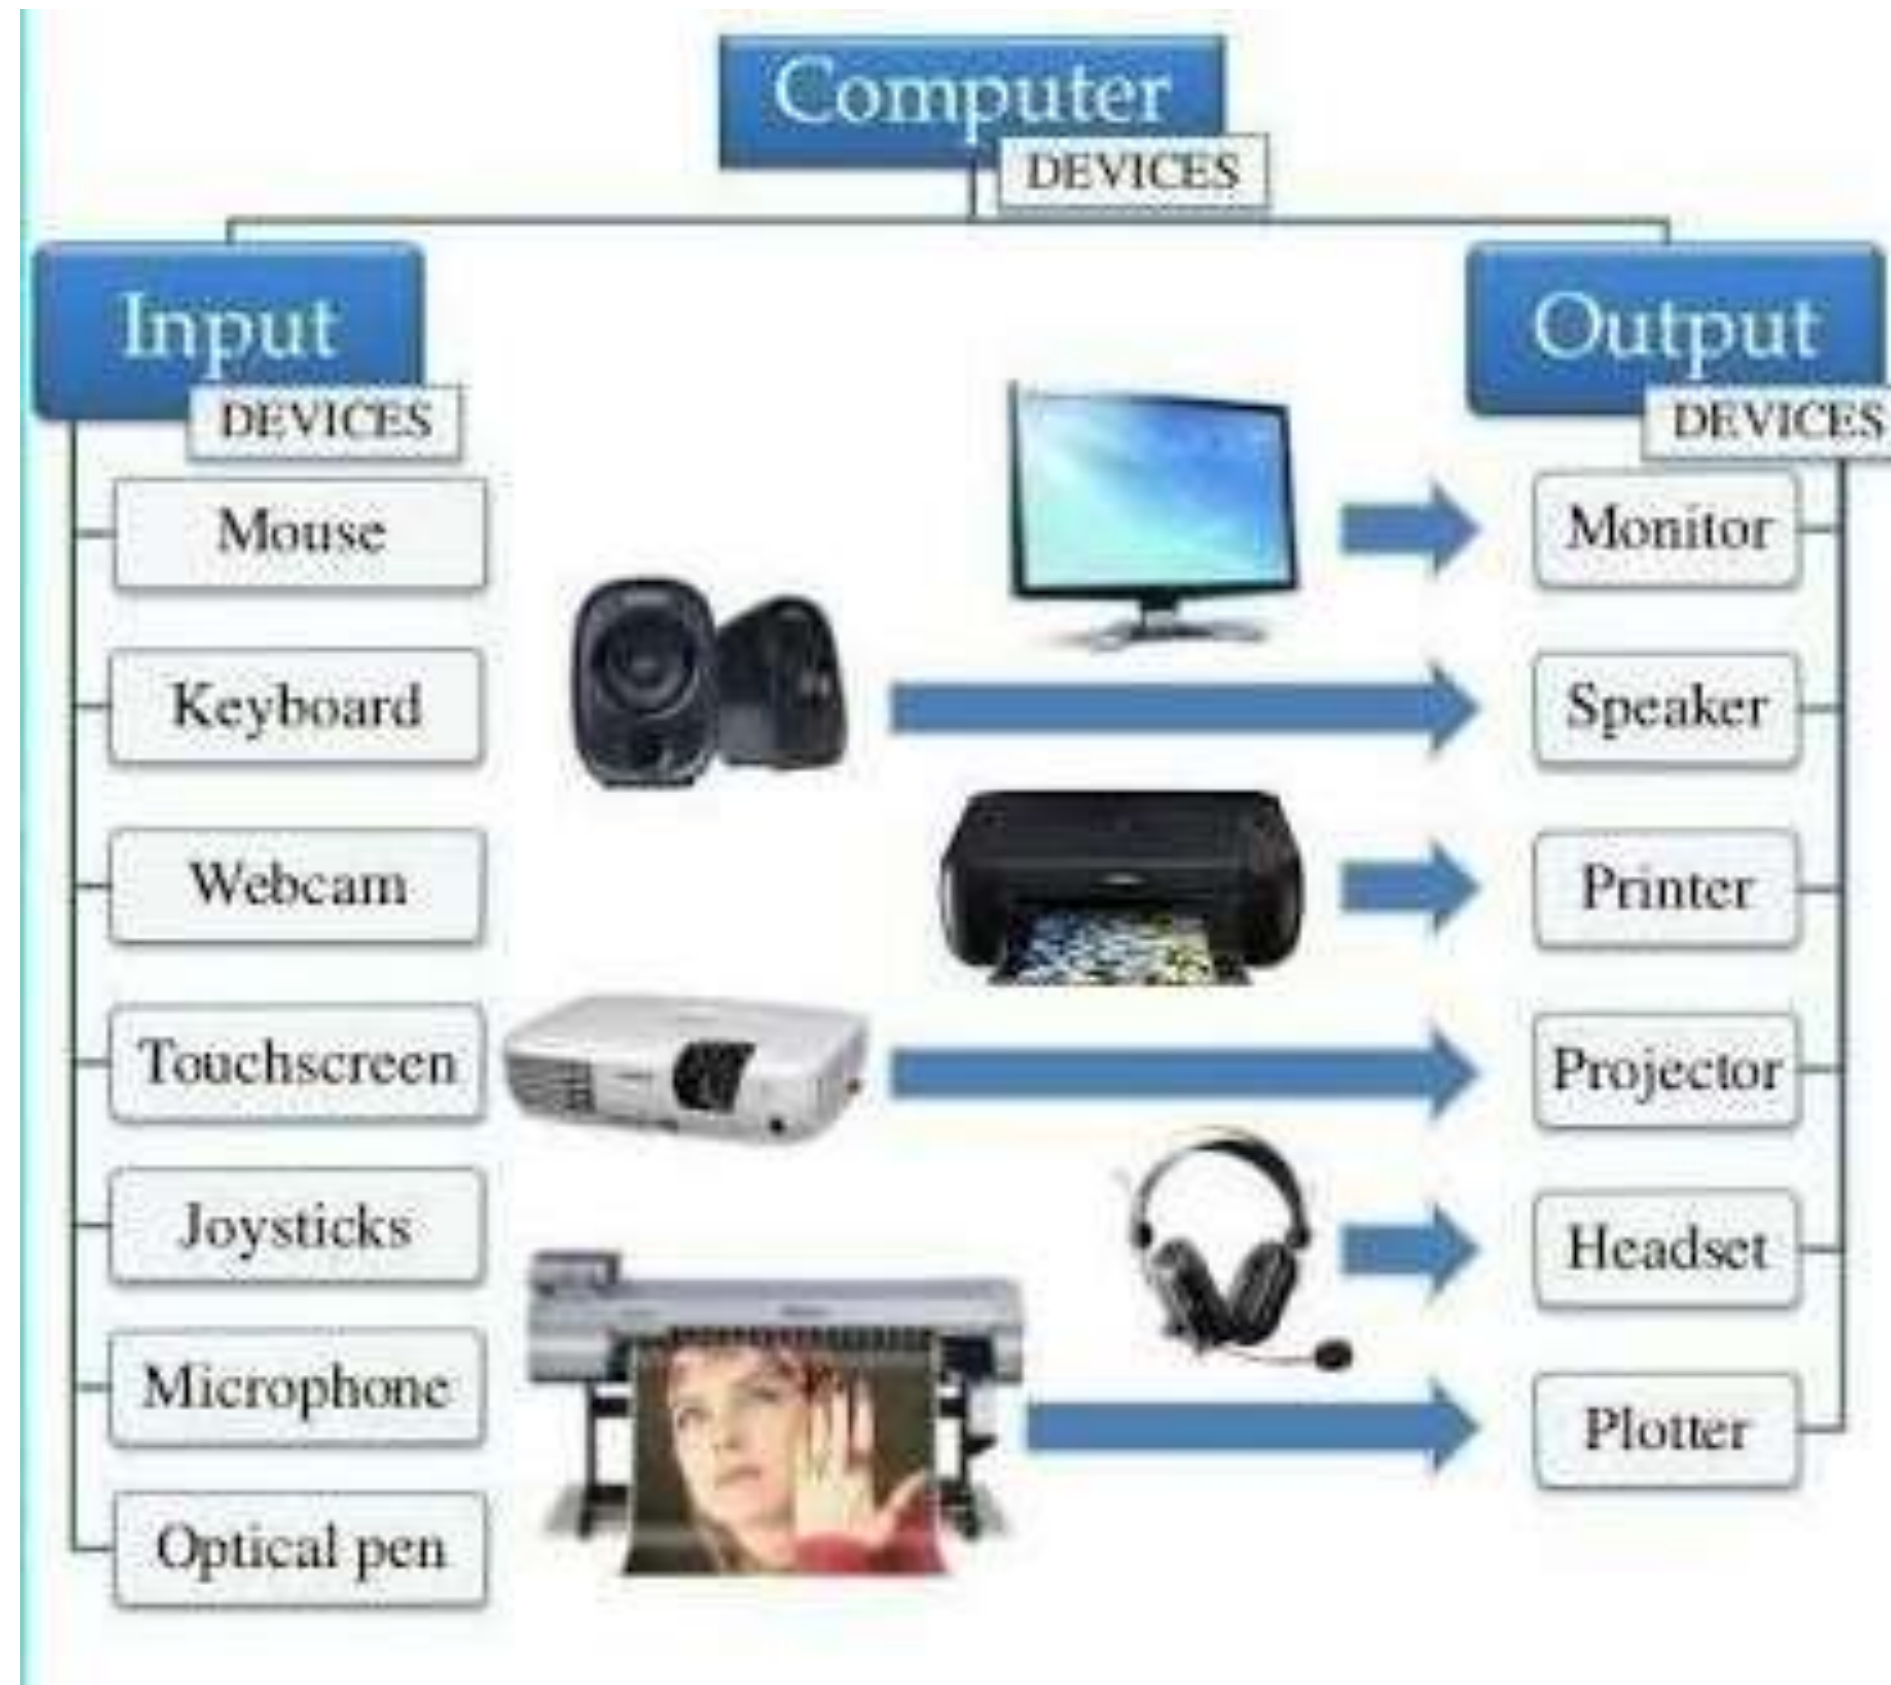 Computer
DEVICES
Input
DEVICES
Mouse
Keyboard
Webcam
Touchscreen
Joysticks
Microphone
Optical pen
Output
DEVICES
Monitor
Speaker
Printer
Projector
Headset
Plotter